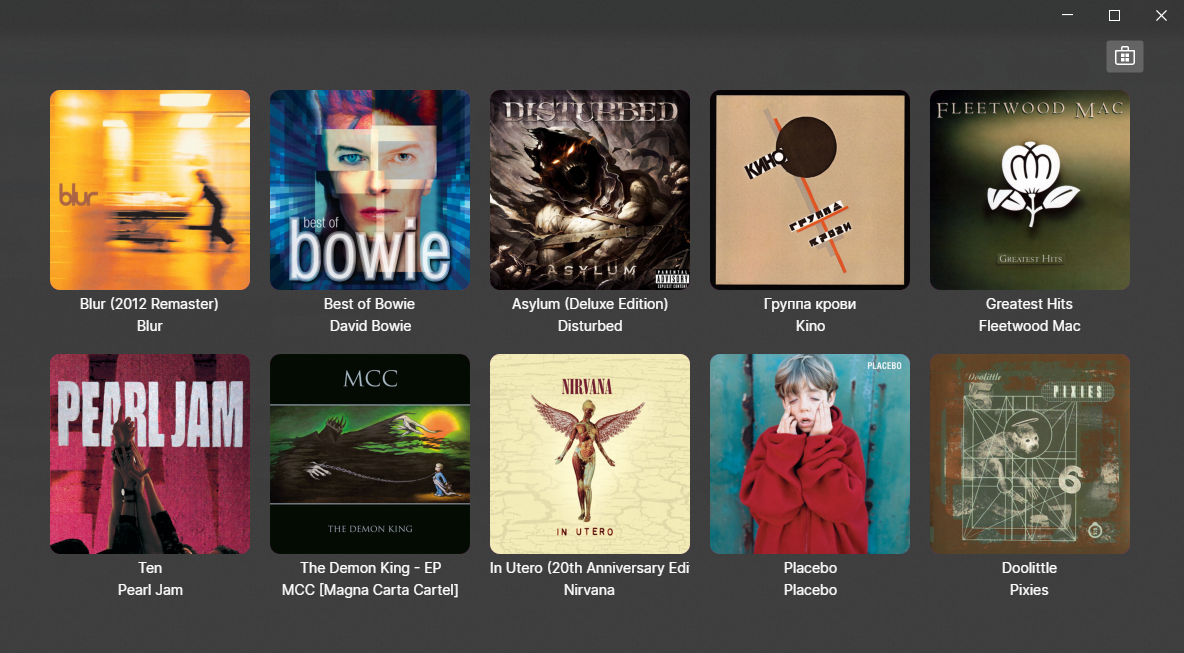 blur
best of
bowie
DISTURBED
ASYLUM
PARENTAL
ADVISORY
EXPLICIT CONTENT
КИНО
ГРУППА
КРОВИ
FLEETWOOD MAC
GREATEST HITS
Blur (2012 Remaster)
Best of Bowie
Asylum (Deluxe Edition)
Группа крови
Greatest Hits
Blur
David Bowie
Disturbed
Kino
Fleetwood Mac
PEARL JAM
MCC
THE DEMON KING
NIRVANA
IN UTERO
PLACEBO
Doolittle
PIXIES
5
6
Ten
The Demon King - EP
In Utero (20th Anniversary Edi
Placebo
Doolittle
Pearl Jam
MCC [Magna Carta Cartel]
Nirvana
Placebo
Pixies